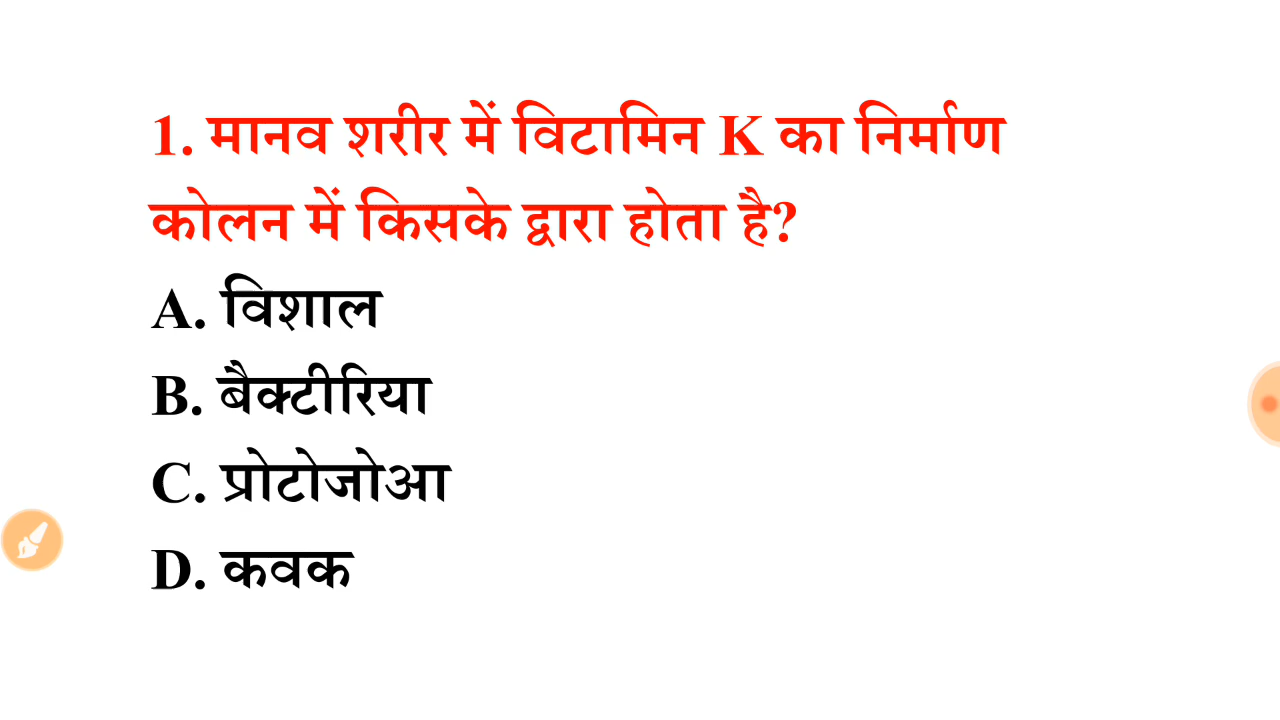 1. मानव शरीर में विटामिन K का निर्माण
कोलन में किसके द्वारा होता है?
A. विशाल
B. बैक्टीरिया
C. प्रोटोजोआ
D. कवक